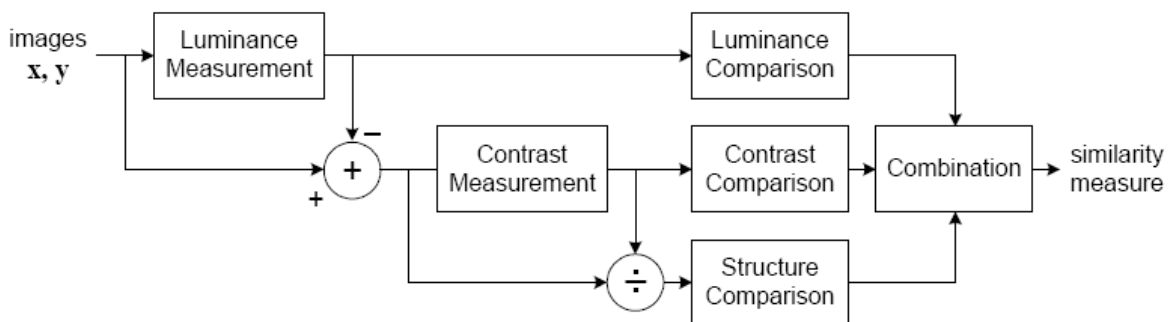 images
x, y
Luminance
Measurement
Luminance
Comparison
−
+
+
Contrast
Measurement
Contrast
Comparison
Combination
similarity
measure
÷
Structure
Comparison